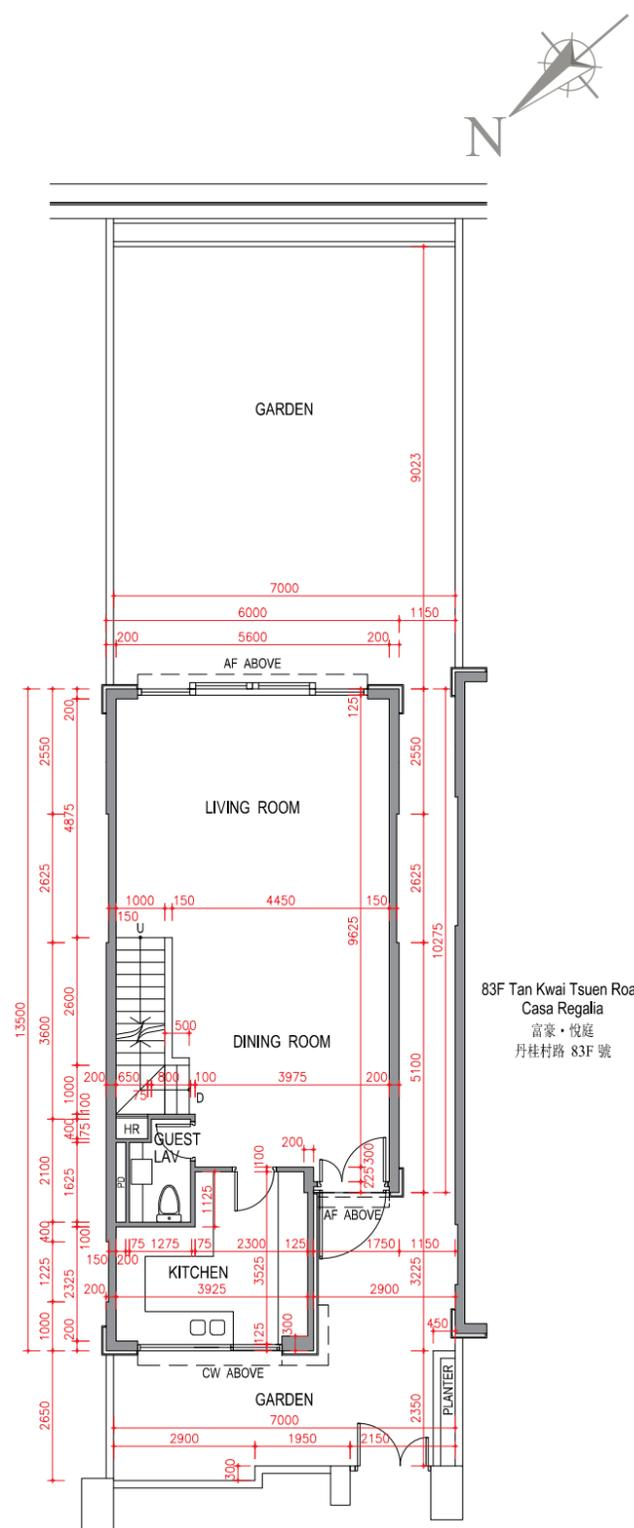 N
GARDEN
9023
7000
6000 1150
200 5600 200
AF ABOVE
200
125
2550
4875
2550
LIVING ROOM
2625
2625
1000 150 4450 150
150
U
9625
10275
13500
3600
2600
500
DINING ROOM
5100
83F Tan Kwai Tsuen Roa
Casa Regalia
富豪・悅庭
丹桂村路 83F 號
1000
200 650 800 100 3975 200
75
D
100
400
75
HR
GUEST
LAV
PD
2100
1625
200
100
300
225
1125
AF ABOVE
400
100
75 1275 75 2300 125 1750 1150
150 200
KITCHEN
3525
3225
1225
2325
200 3925 2900
1000
200
125
300
450
CW ABOVE
GARDEN
PLANTER
2650
2350
7000
2900 1950 2150
300